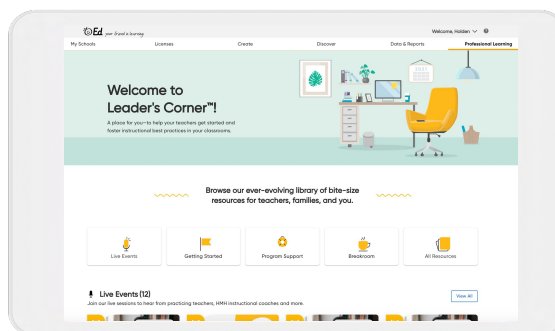 Ed your friend in learning
Welcome, Holden
My Schools Licenses Create Discover Data & Reports Professional Learning
Welcome to
Leader's Corner™!
A place for you—to help your teachers get started and
foster instructional best practices in your classrooms.
Browse our ever-evolving library of bite-size
resources for teachers, families, and you.
Live Events Getting Started Program Support Breakroom All Resources
Live Events (12)
View All
Join our live sessions to hear from practicing teachers, HMH instructional coaches and more.